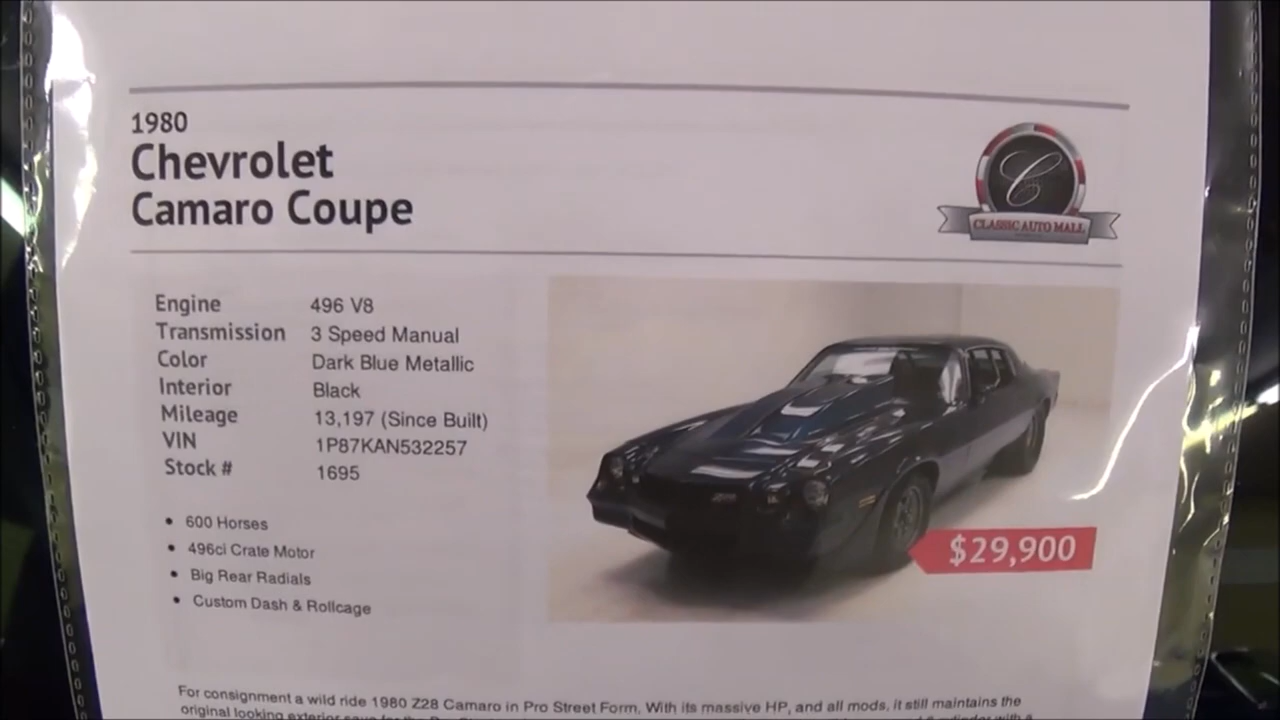 1980
Chevrolet
Camaro Coupe
CLASSIC AUTO MALL
Engine 496 V8
Transmission 3 Speed Manual
Color Dark Blue Metallic
Interior Black
Mileage 13,197 (Since Built)
VIN 1P87KAN532257
Stock # 1695
• 600 Horses
• 496ci Crate Motor
• Big Rear Radials
• Custom Dash & Rollcage
$29,900
For consignment a wild ride 1980 Z28 Camaro in Pro Street Form. With its massive HP, and all mods, it still maintains the
original looking exterior save for the